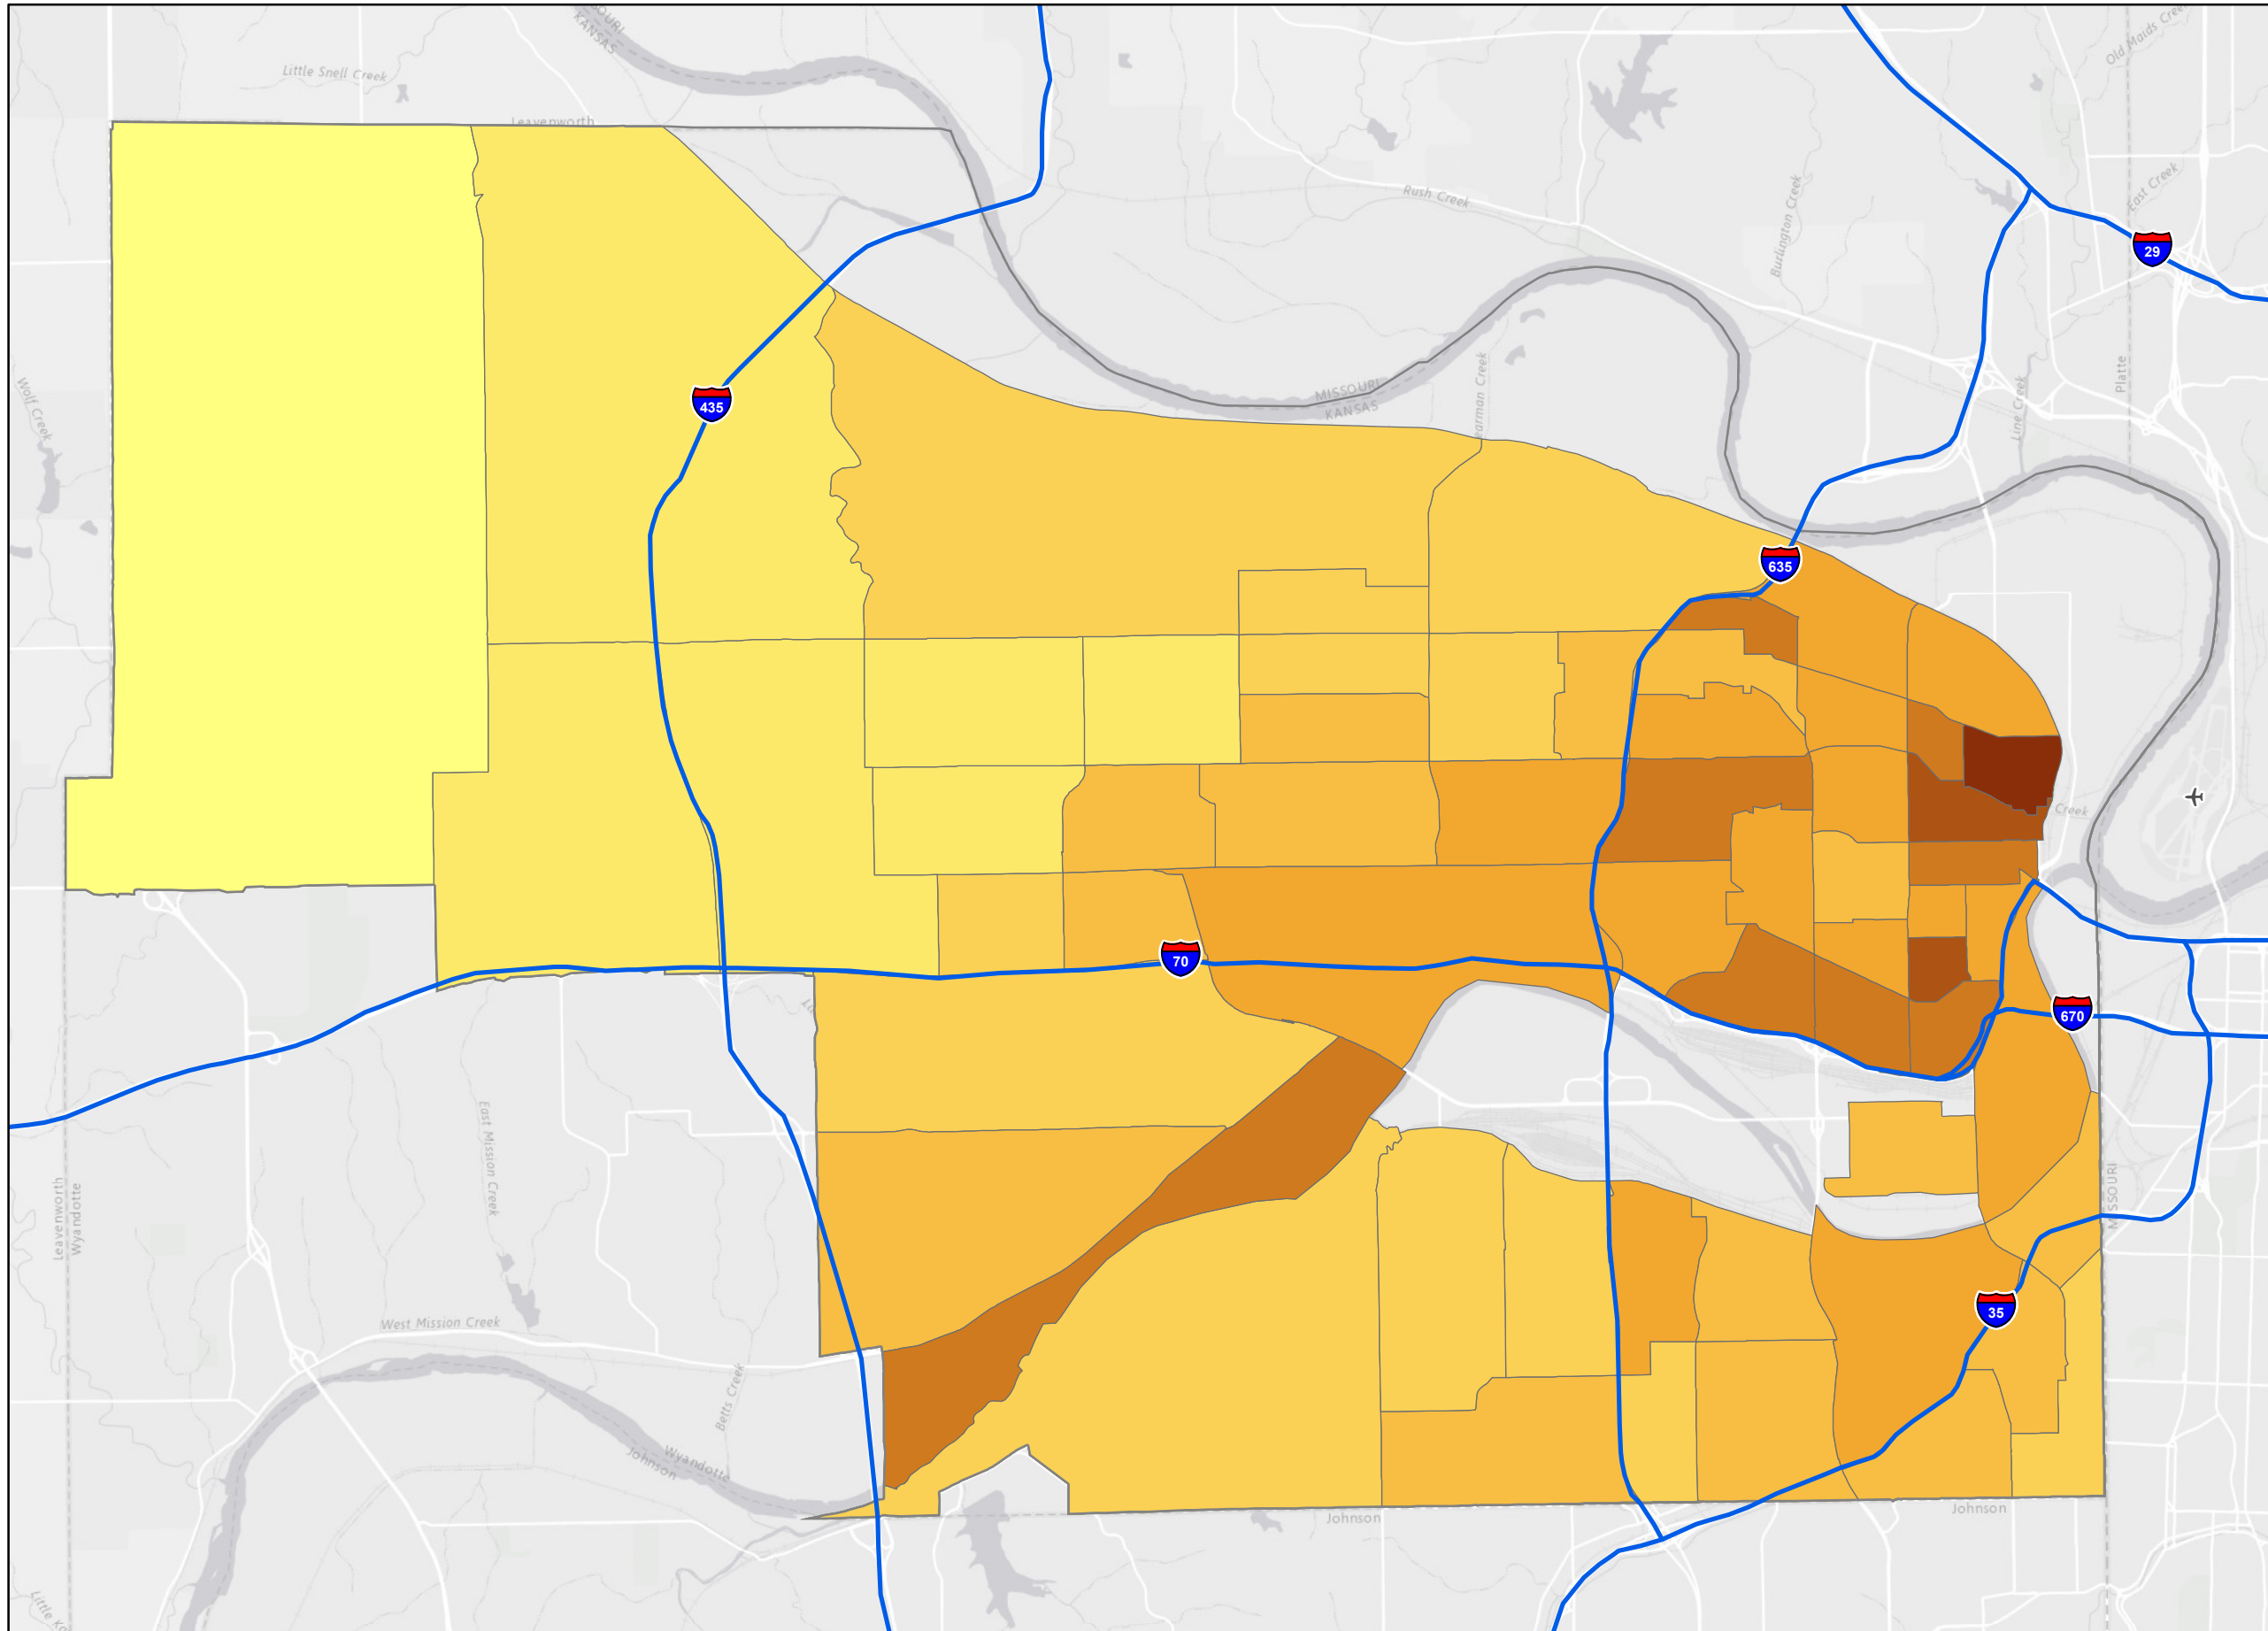 MISSOURI
KANSAS
Little Snell Creek
Leavenworth
Old Maids Creek
Rush Creek
East Creek
Burlington Creek
29
Wolf Creek
435
MISSOURI
KANSAS
Line Creek
Platte
635
Creek
70
670
East Mission Creek
Leavenworth
Wyandotte
MISSOURI
West Mission Creek
35
Betts Creek
Wyandotte
Johnson
Johnson
Johnson